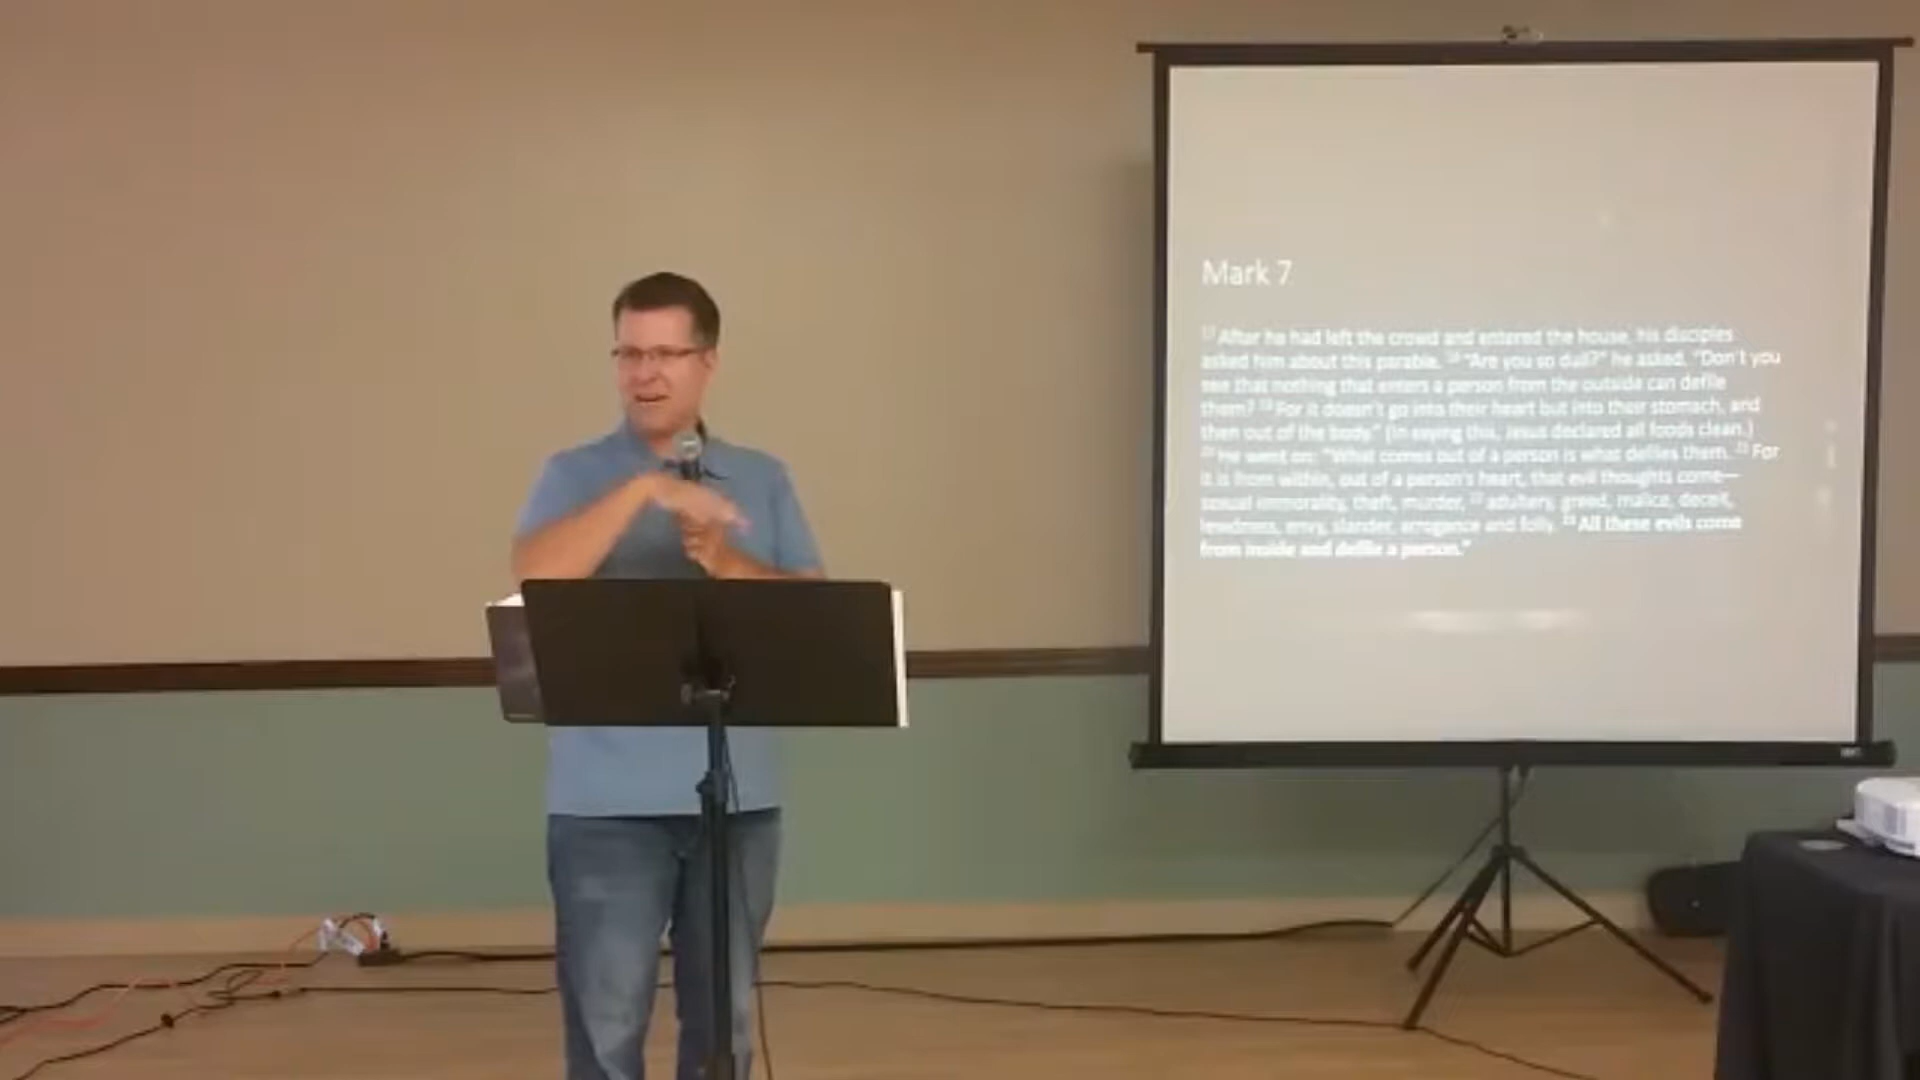 Mark 7
17 After he had left the crowd and entered the house, his disciples
asked him about this parable. 18 "Are you so dull?" he asked. "Don't you
see that nothing that enters a person from the outside can defile
them? 19 For it doesn't go into their heart but into their stomach, and
then out of the body." (In saying this, Jesus declared all foods clean.)
20 He went on: "What comes out of a person is what defiles them. 21 For
it is from within, out of a person's heart, that evil thoughts come—
sexual immorality, theft, murder, 22 adultery, greed, malice, deceit,
lewdness, envy, slander, arrogance and folly. 23 All these evils come
from inside and defile a person."